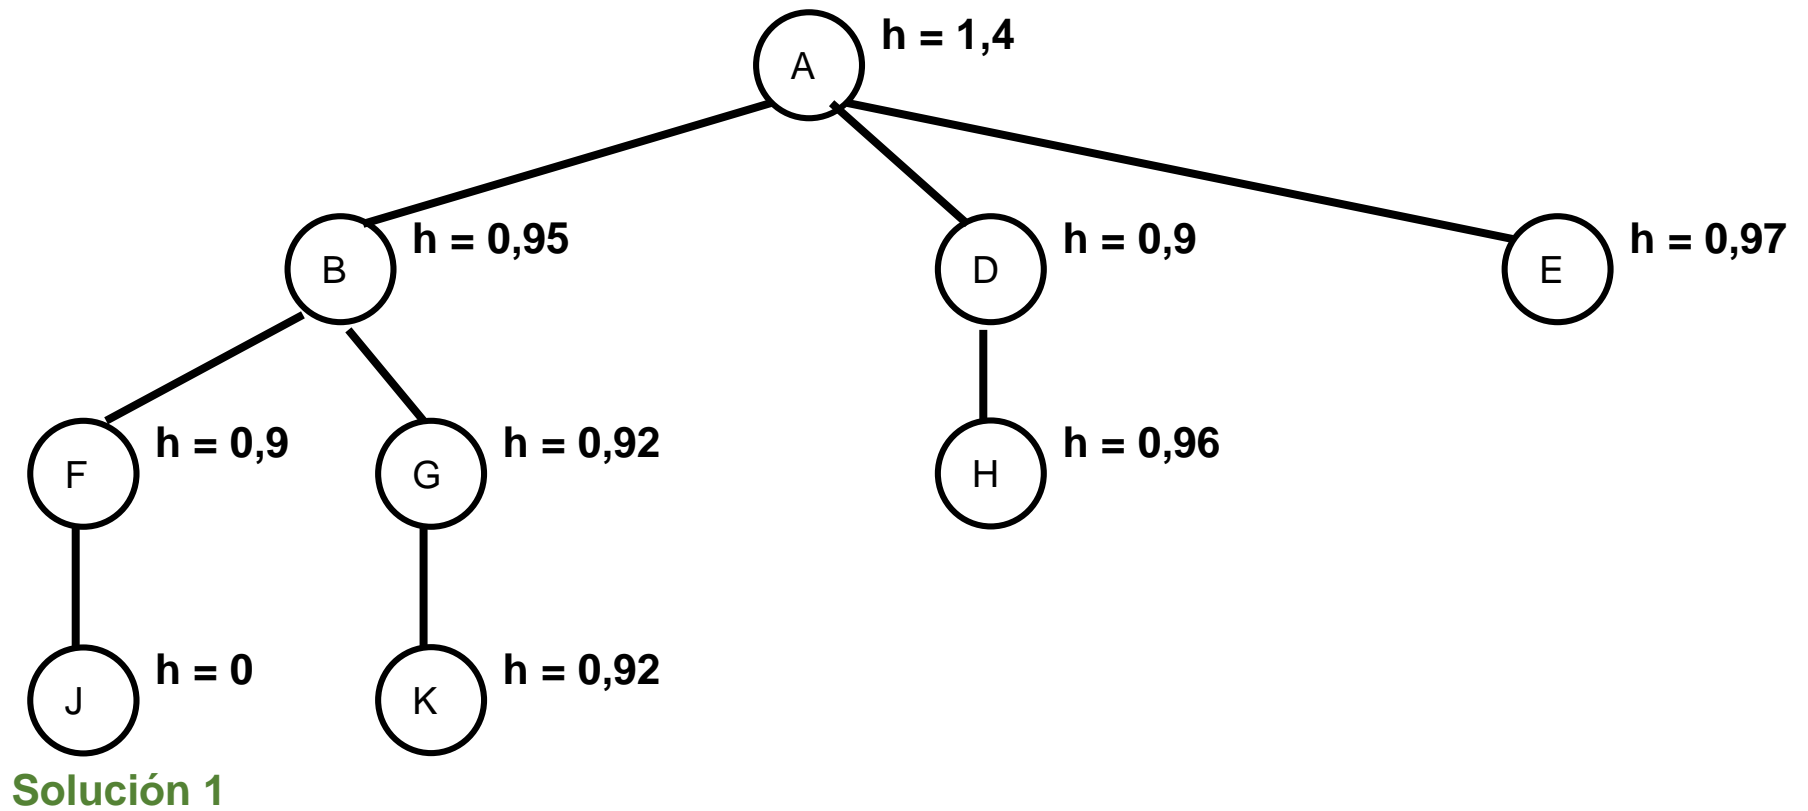 A
h = 1,4
B
h = 0,95
D
h = 0,9
E
h = 0,97
F
h = 0,9
G
h = 0,92
H
h = 0,96
J
h = 0
K
h = 0,92
Solución 1